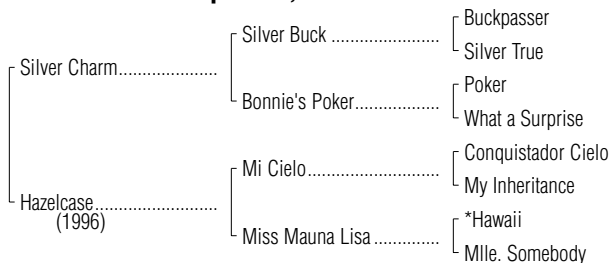 Buckpasser
Silver Buck ....................
Silver True
Silver Charm....................
Poker
Bonnie's Poker.................
What a Surprise
Conquistador Cielo
Mi Cielo..........................
My Inheritance
Hazelcase.........................
(1996)
*Hawaii
Miss Mauna Lisa .............
Mlle. Somebody